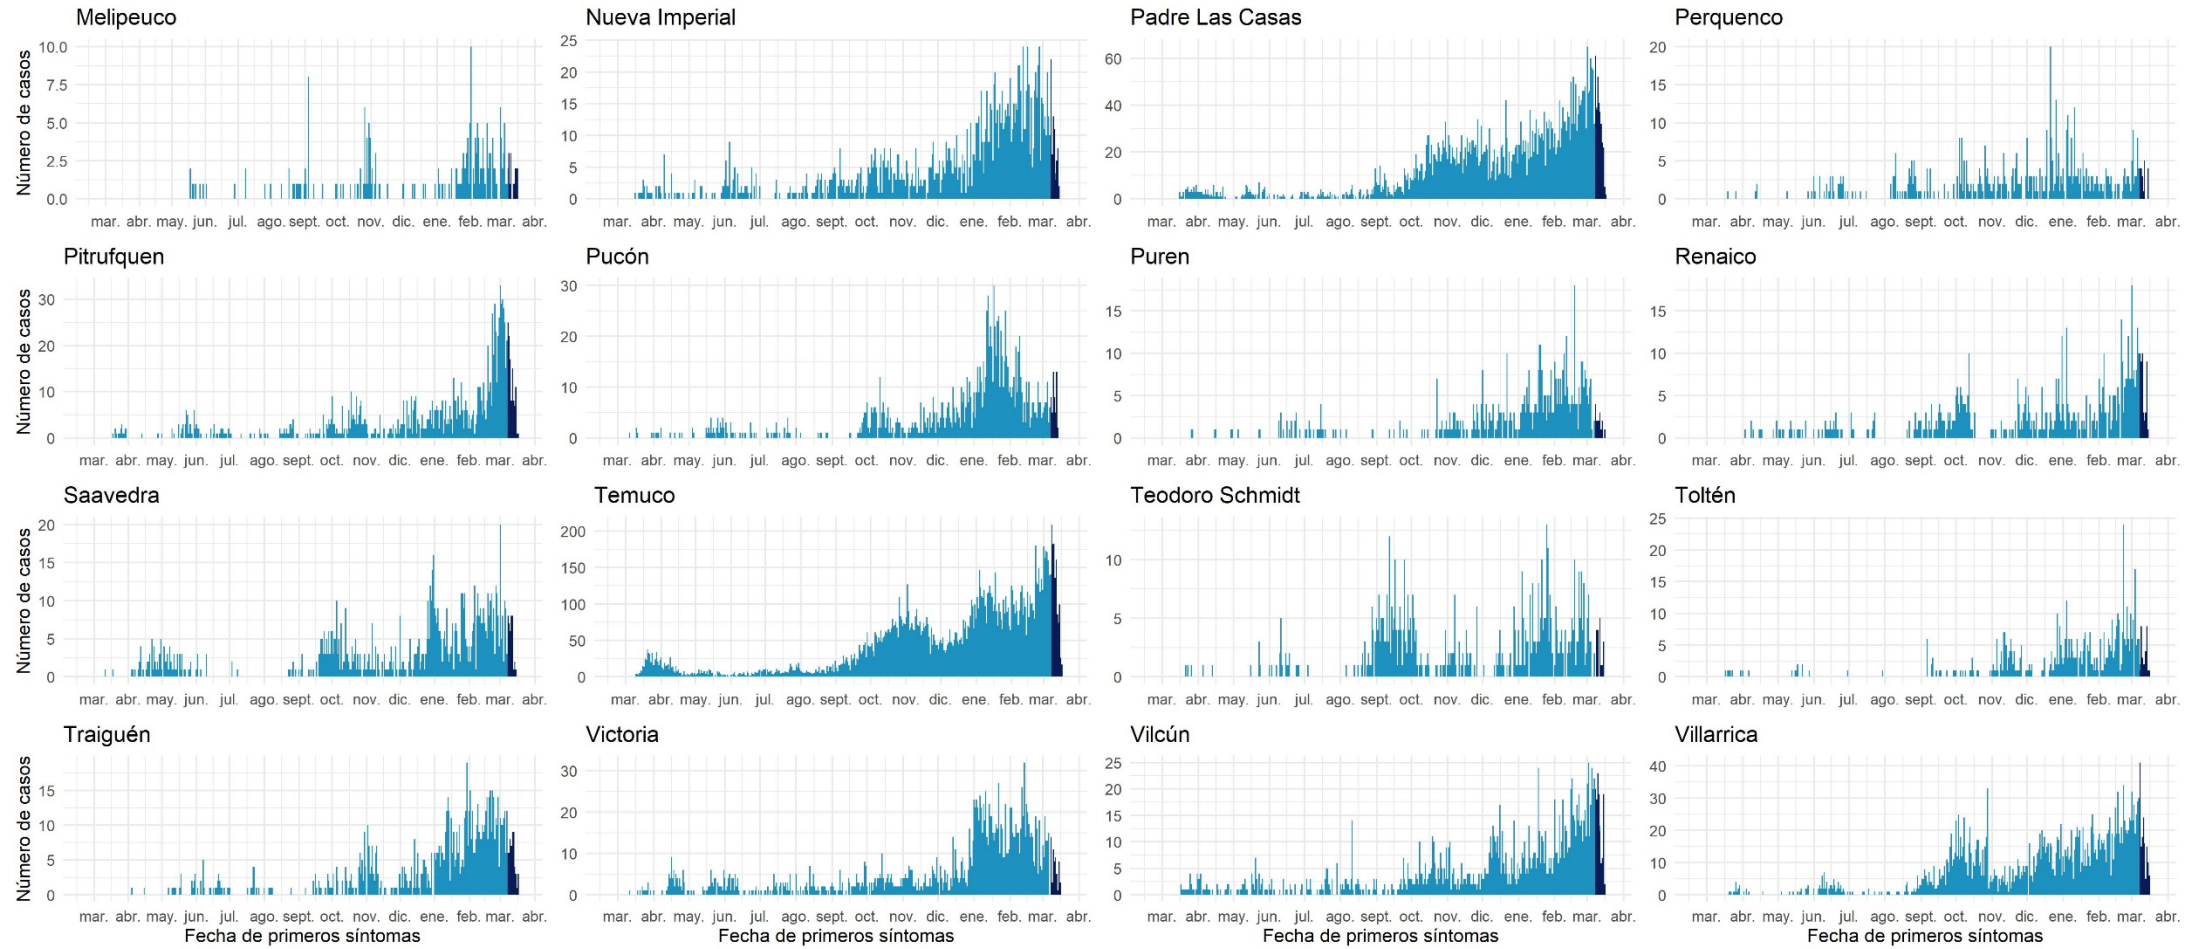 Melipeuco
Número de casos
10.0
7.5
5.0
2.5
0.0
mar. abr. may. jun. jul. ago. sept. oct. nov. dic. ene. feb. mar. abr.
Nueva Imperial
25
20
15
10
5
0
mar. abr. may. jun. jul. ago. sept. oct. nov. dic. ene. feb. mar. abr.
Padre Las Casas
60
40
20
0
mar. abr. may. jun. jul. ago. sept. oct. nov. dic. ene. feb. mar. abr.
Perquenco
20
15
10
5
0
mar. abr. may. jun. jul. ago. sept. oct. nov. dic. ene. feb. mar. abr.
Pitrufquen
Número de casos
30
20
10
0
mar. abr. may. jun. jul. ago. sept. oct. nov. dic. ene. feb. mar. abr.
Pucón
30
20
10
0
mar. abr. may. jun. jul. ago. sept. oct. nov. dic. ene. feb. mar. abr.
Puren
15
10
5
0
mar. abr. may. jun. jul. ago. sept. oct. nov. dic. ene. feb. mar. abr.
Renaico
15
10
5
0
mar. abr. may. jun. jul. ago. sept. oct. nov. dic. ene. feb. mar. abr.
Saavedra
Número de casos
20
15
10
5
0
mar. abr. may. jun. jul. ago. sept. oct. nov. dic. ene. feb. mar. abr.
Temuco
200
150
100
50
0
mar. abr. may. jun. jul. ago. sept. oct. nov. dic. ene. feb. mar. abr.
Teodoro Schmidt
10
5
0
mar. abr. may. jun. jul. ago. sept. oct. nov. dic. ene. feb. mar. abr.
Toltén
25
20
15
10
5
0
mar. abr. may. jun. jul. ago. sept. oct. nov. dic. ene. feb. mar. abr.
Traiguén
Número de casos
15
10
5
0
mar. abr. may. jun. jul. ago. sept. oct. nov. dic. ene. feb. mar. abr.
Fecha de primeros síntomas
Victoria
30
20
10
0
mar. abr. may. jun. jul. ago. sept. oct. nov. dic. ene. feb. mar. abr.
Fecha de primeros síntomas
Vilcún
25
20
15
10
5
0
mar. abr. may. jun. jul. ago. sept. oct. nov. dic. ene. feb. mar. abr.
Fecha de primeros síntomas
Villarrica
40
30
20
10
0
mar. abr. may. jun. jul. ago. sept. oct. nov. dic. ene. feb. mar. abr.
Fecha de primeros síntomas